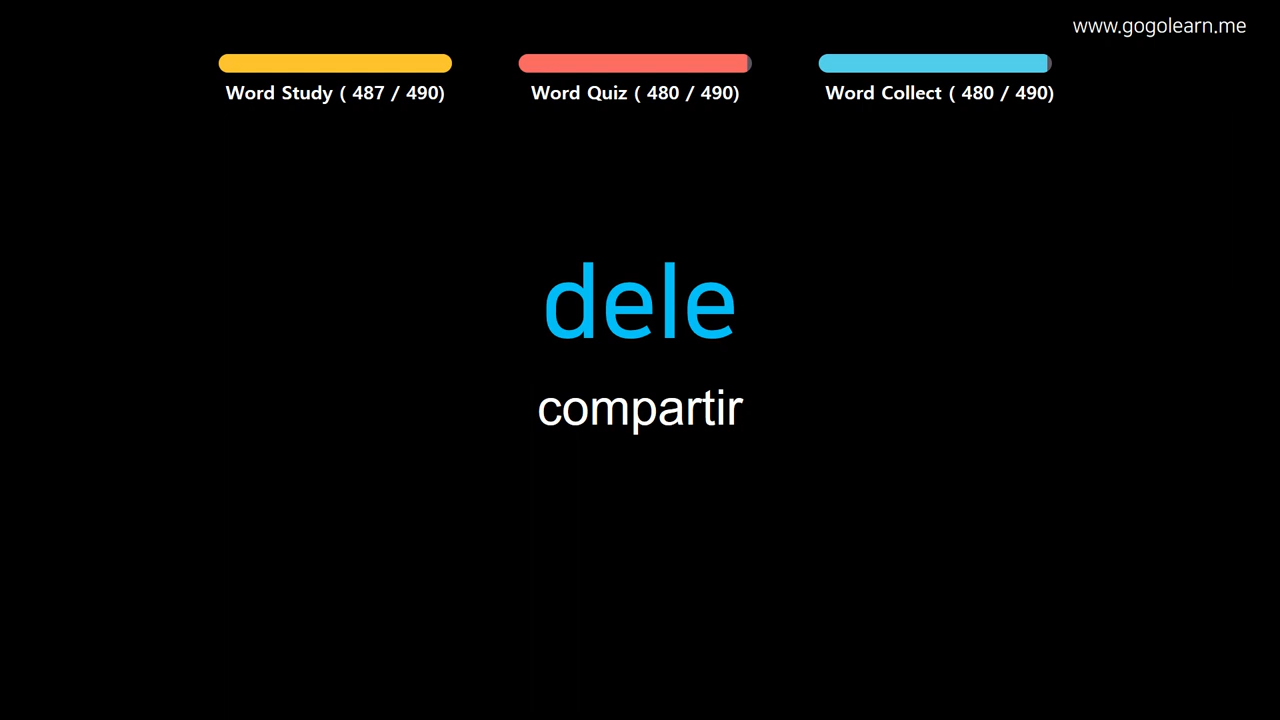 www.gogolearn.me
Word Study ( 487 / 490)
Word Quiz ( 480 / 490)
Word Collect ( 480 / 490)
dele
compartir